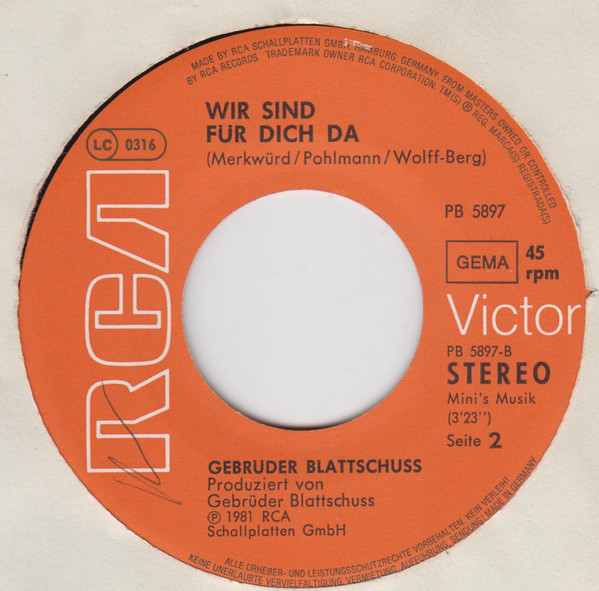 MADE BY RCA SCHALLPLATTEN GMBH, HAMBURG, GERMANY, FROM MASTERS OWNED OR CONTROLLED
BY RCA RECORDS TRADEMARK OWNER RCA CORPORATION. TM(S) ® REG. MARCA(S) REGISTRADA(S)
WIR SIND
FÜR DICH DA
(Merkwürd/Pohlmann/Wolff-Berg)
LC 0316
RCA
PB 5897
GEMA
45
rpm
Victor
PB 5897-B
STEREO
Mini's Musik
(3'23'')
Seite 2
GEBRÜDER BLATTSCHUSS
Produziert von
Gebrüder Blattschuss
℗ 1981 RCA
Schallplatten GmbH
ALLE URHEBER- UND LEISTUNGSSCHUTZRECHTE VORBEHALTEN. KEIN VERLEIH!
KEINE UNERLAUBTE VERVIELFÄLTIGUNG, VERMIETUNG, AUFFÜHRUNG, SENDUNG! MADE IN GERMANY